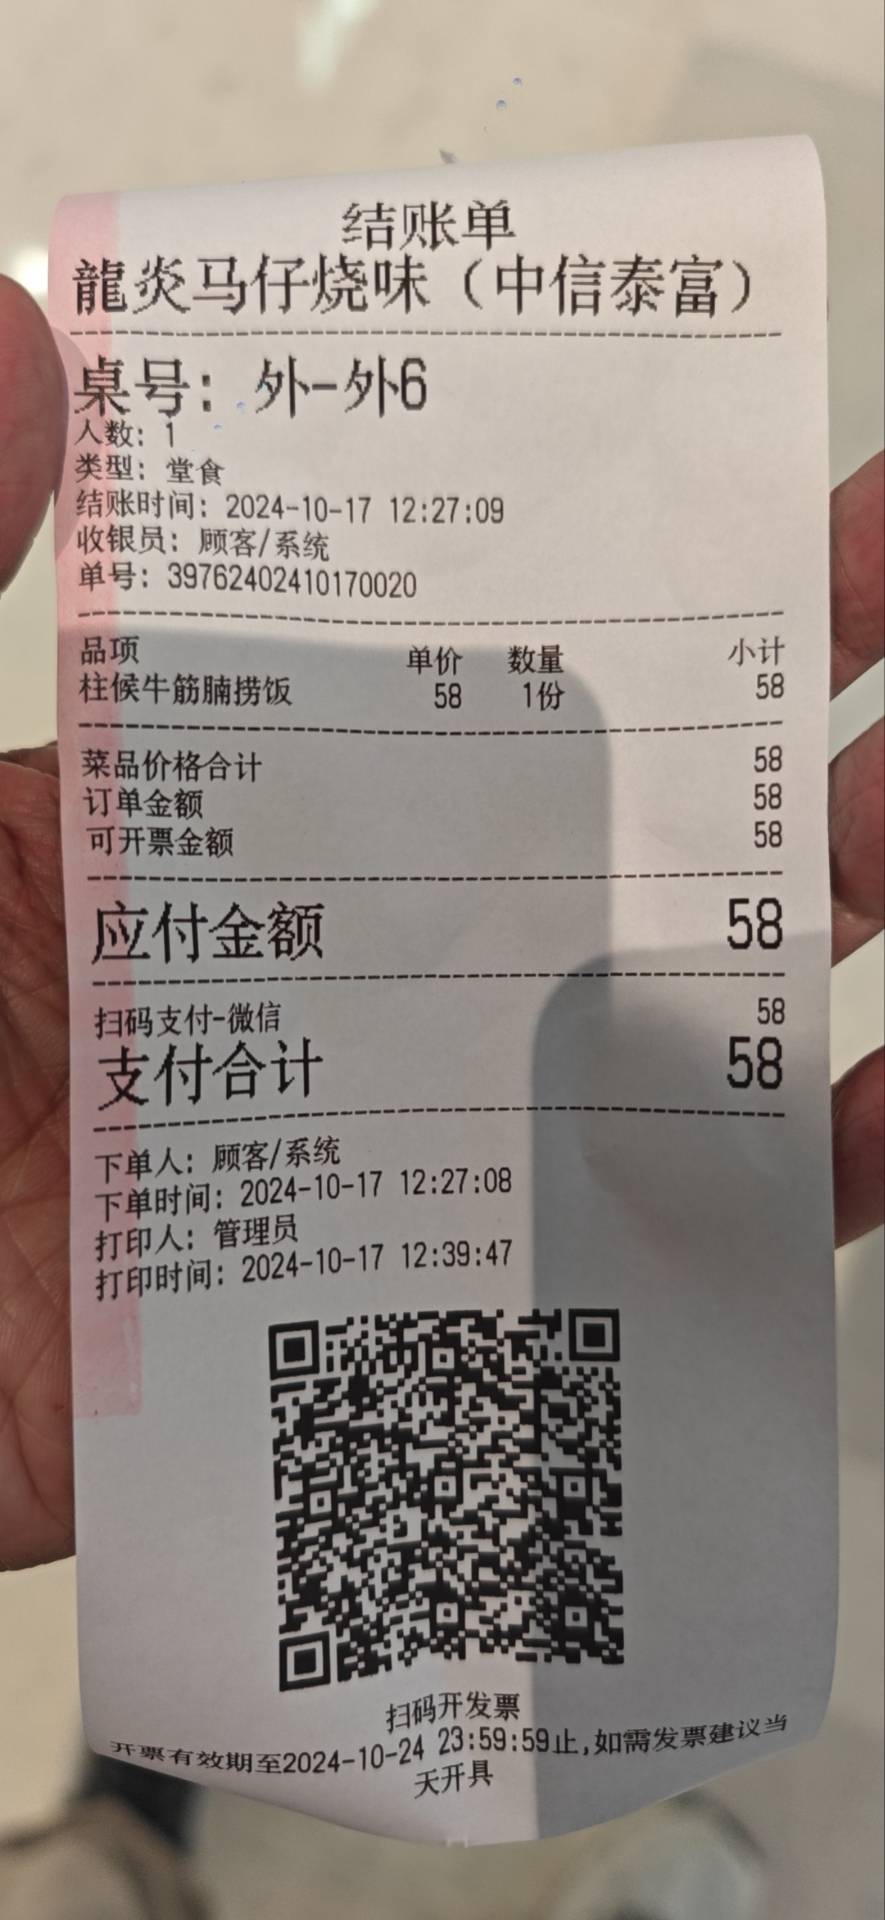 结账单
龍炎马仔烧味（中信泰富）
桌号：外-外6
人数：1
类型：堂食
结账时间：2024-10-17 12:27:09
收银员：顾客/系统
单号：39762402410170020
品项 单价 数量 小计
柱候牛筋腩捞饭 58 1份 58
菜品价格合计 58
订单金额 58
可开票金额 58
应付金额 58
扫码支付-微信 58
支付合计 58
下单人：顾客/系统
下单时间：2024-10-17 12:27:08
打印人：管理员
打印时间：2024-10-17 12:39:47
扫码开发票
开票有效期至2024-10-24 23:59:59止,如需发票建议当
天开具